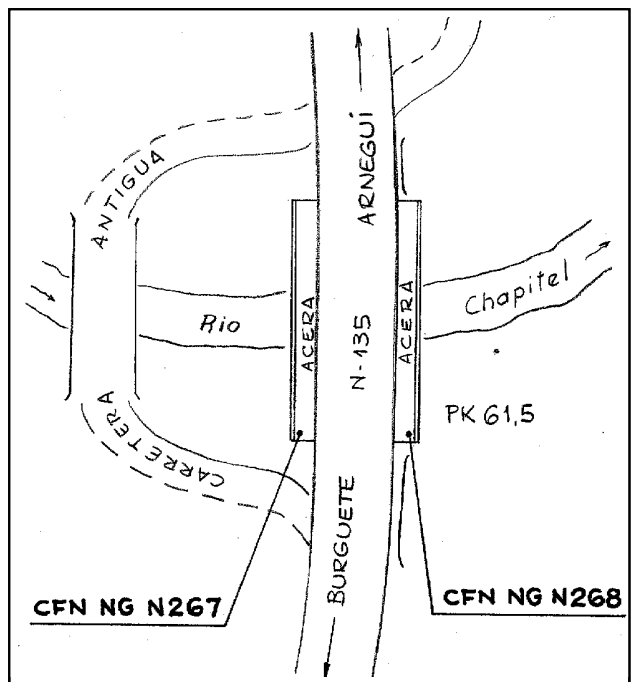 ARNEGUI
ANTIGUA
Rio
ACERA
N-135
ACERA
Chapitel
PK 61,5
CARRETERA
BURGUETE
CFN NG N267
CFN NG N268